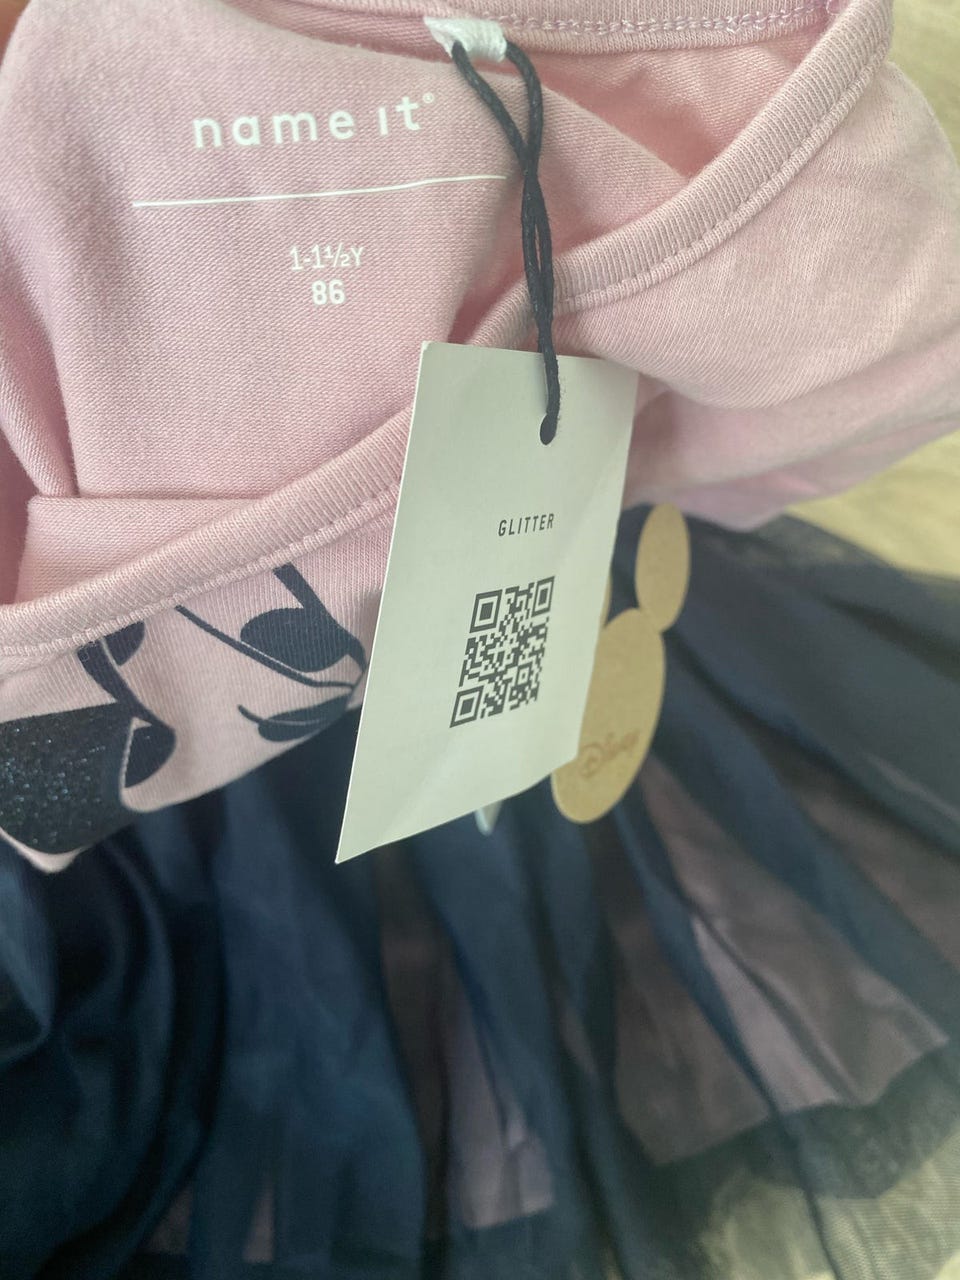 name it®
1-1½Y
86
GLITTER
Disney